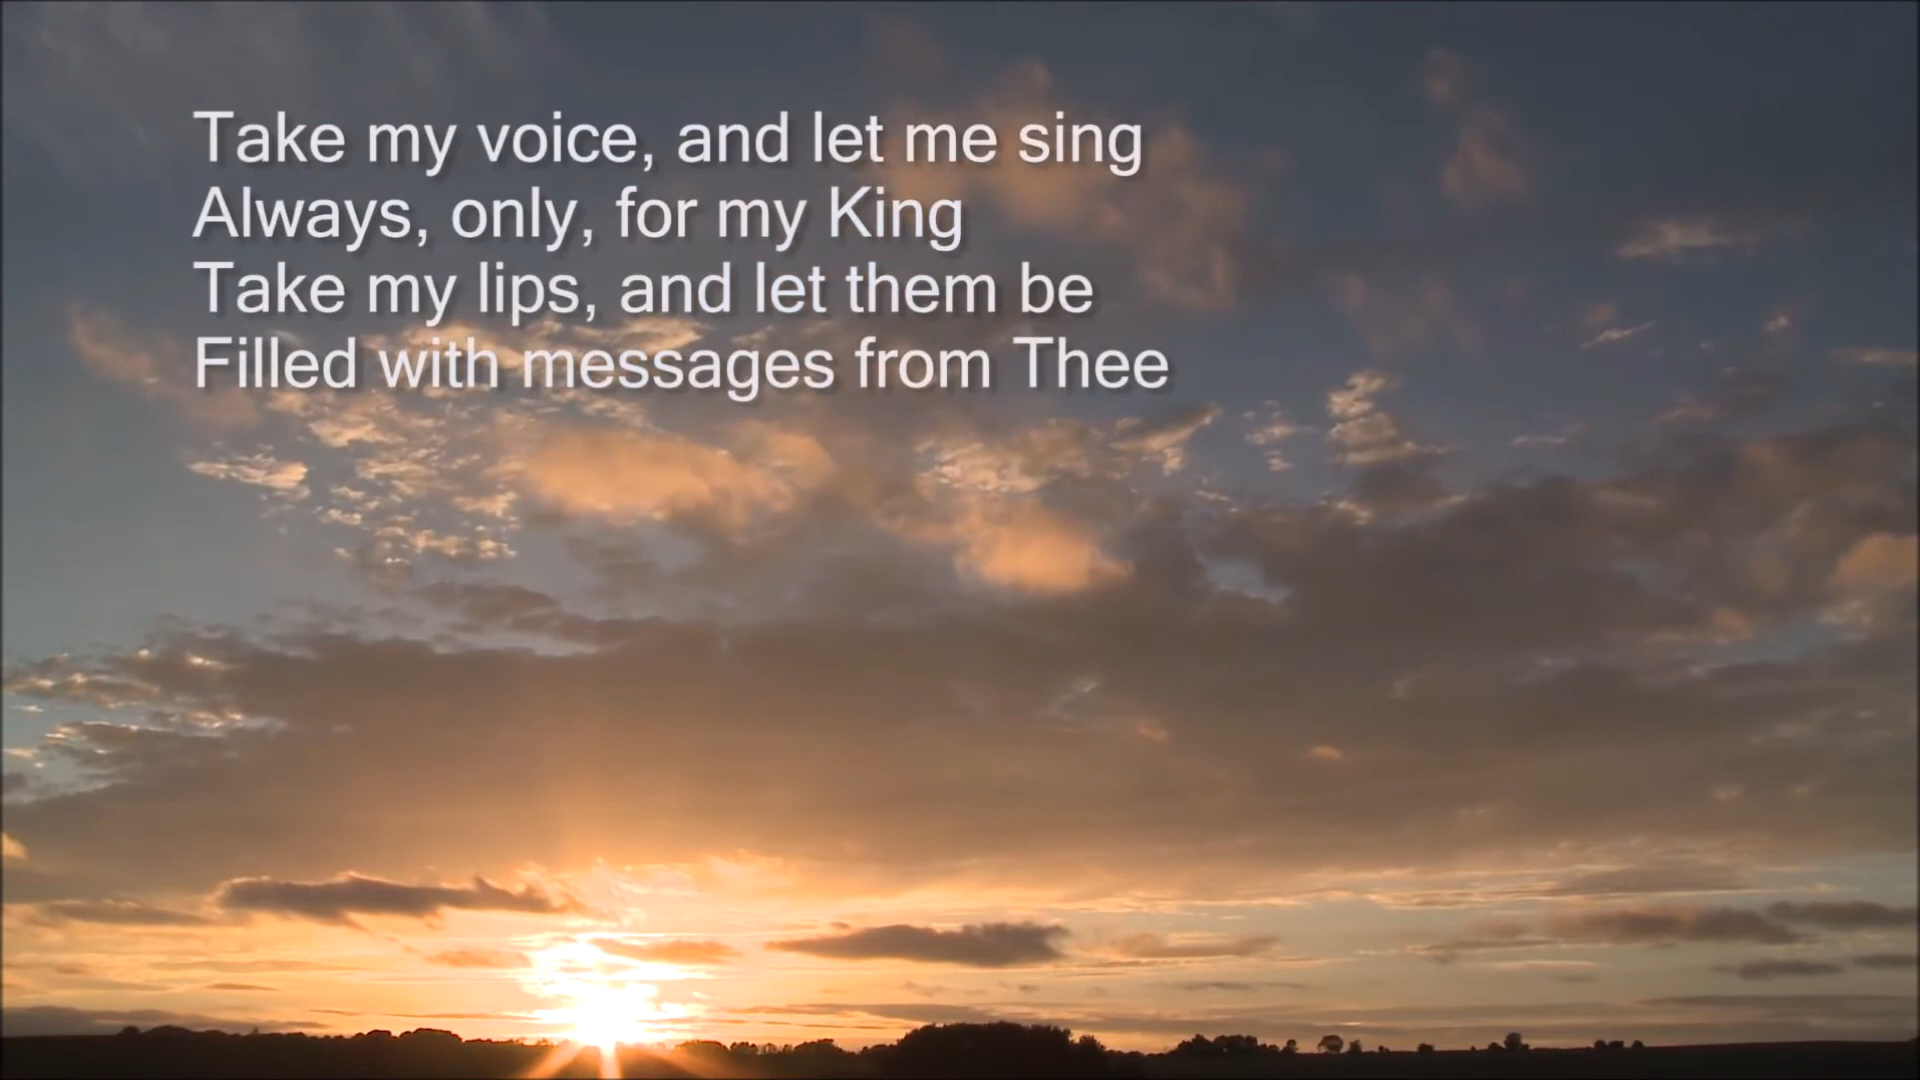 Take my voice, and let me sing
Always, only, for my King
Take my lips, and let them be
Filled with messages from Thee